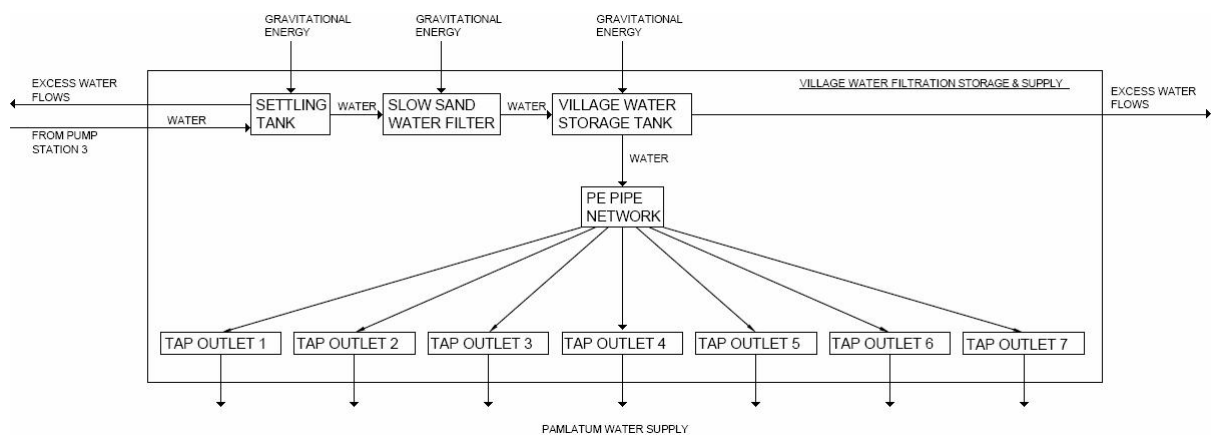 GRAVITATIONAL
ENERGY
GRAVITATIONAL
ENERGY
GRAVITATIONAL
ENERGY
EXCESS WATER
FLOWS
VILLAGE WATER FILTRATION STORAGE & SUPPLY
EXCESS WATER
FLOWS
WATER
FROM PUMP
STATION 3
SETTLING
TANK
WATER
SLOW SAND
WATER FILTER
WATER
VILLAGE WATER
STORAGE TANK
WATER
PE PIPE
NETWORK
TAP OUTLET 1
TAP OUTLET 2
TAP OUTLET 3
TAP OUTLET 4
TAP OUTLET 5
TAP OUTLET 6
TAP OUTLET 7
PAMLATUM WATER SUPPLY